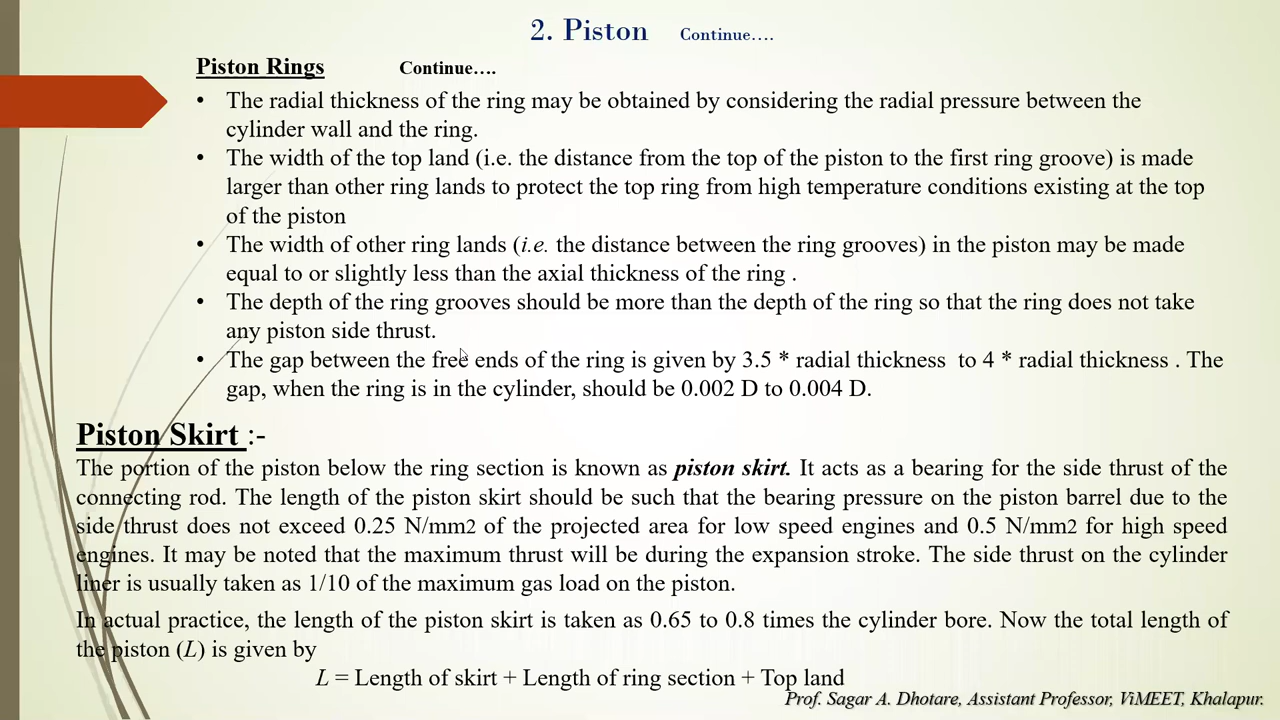 2. Piston Continue….
Piston Rings Continue….
• The radial thickness of the ring may be obtained by considering the radial pressure between the
cylinder wall and the ring.
• The width of the top land (i.e. the distance from the top of the piston to the first ring groove) is made
larger than other ring lands to protect the top ring from high temperature conditions existing at the top
of the piston
• The width of other ring lands (i.e. the distance between the ring grooves) in the piston may be made
equal to or slightly less than the axial thickness of the ring .
• The depth of the ring grooves should be more than the depth of the ring so that the ring does not take
any piston side thrust.
• The gap between the free ends of the ring is given by 3.5 * radial thickness to 4 * radial thickness . The
gap, when the ring is in the cylinder, should be 0.002 D to 0.004 D.
Piston Skirt :-
The portion of the piston below the ring section is known as piston skirt. It acts as a bearing for the side thrust of the
connecting rod. The length of the piston skirt should be such that the bearing pressure on the piston barrel due to the
side thrust does not exceed 0.25 N/mm2 of the projected area for low speed engines and 0.5 N/mm2 for high speed
engines. It may be noted that the maximum thrust will be during the expansion stroke. The side thrust on the cylinder
liner is usually taken as 1/10 of the maximum gas load on the piston.
In actual practice, the length of the piston skirt is taken as 0.65 to 0.8 times the cylinder bore. Now the total length of
the piston (L) is given by
L = Length of skirt + Length of ring section + Top land
Prof. Sagar A. Dhotare, Assistant Professor, ViMEET, Khalapur.